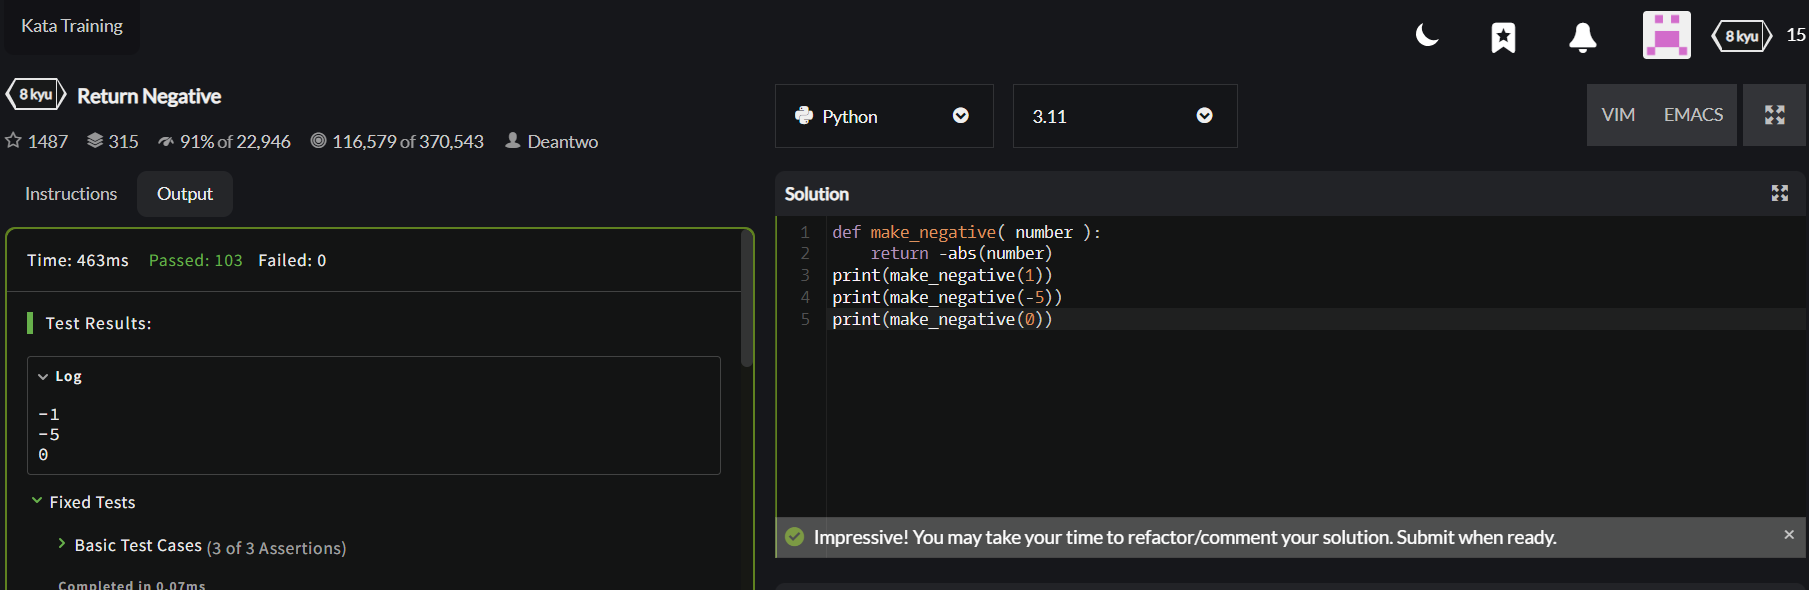 Kata Training
8 kyu
15
8 kyu Return Negative
1487 315 91% of 22,946 116,579 of 370,543 Deantwo
Python
3.11
VIM EMACS
Instructions Output
Time: 463ms Passed: 103 Failed: 0
Test Results:
Log
-1
-5
0
Fixed Tests
Basic Test Cases (3 of 3 Assertions)
Completed in 0.07ms
Solution
1 def make_negative( number ):
2     return -abs(number)
3 print(make_negative(1))
4 print(make_negative(-5))
5 print(make_negative(0))
Impressive! You may take your time to refactor/comment your solution. Submit when ready.